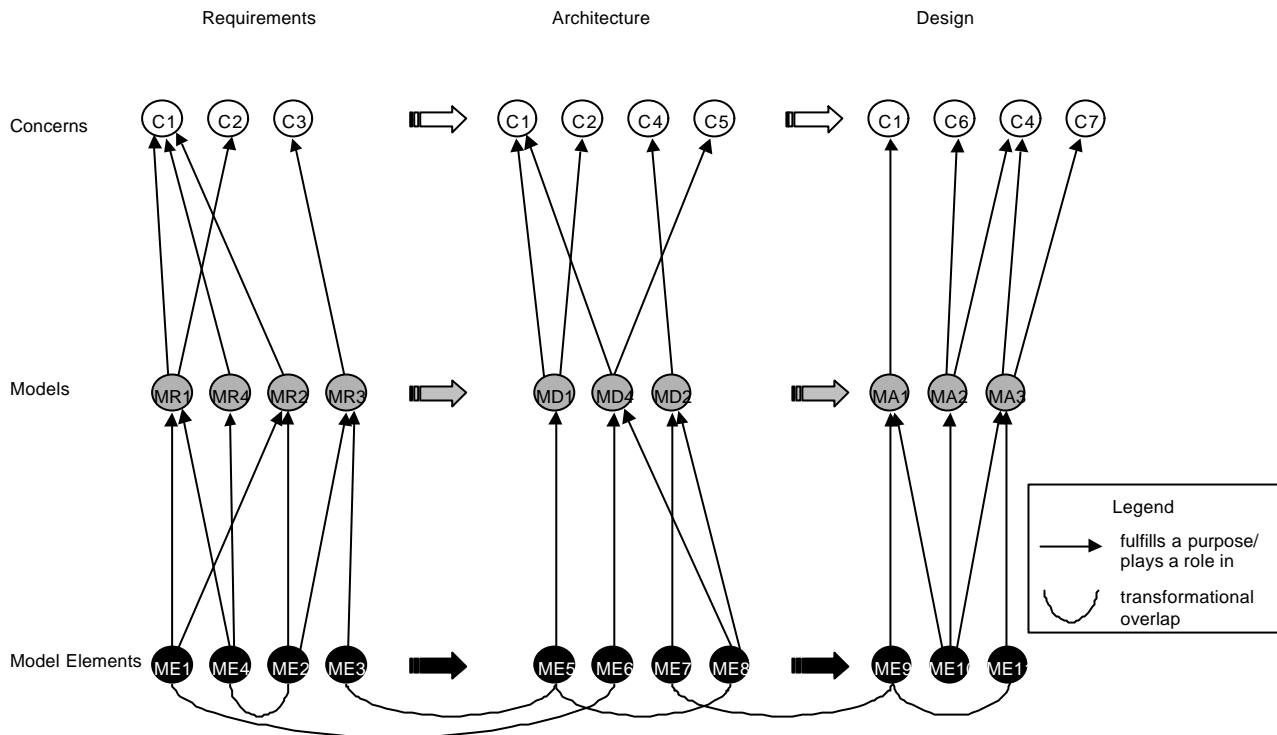 Requirements Architecture Design
Concerns C1 C2 C3 C1 C2 C4 C5 C1 C6 C4 C7
Models MR1 MR4 MR2 MR3 MD1 MD4 MD2 MA1 MA2 MA3
Legend
fulfills a purpose/
plays a role in
transformational
overlap
Model Elements ME1 ME4 ME2 ME3 ME5 ME6 ME7 ME8 ME9 ME10 ME11